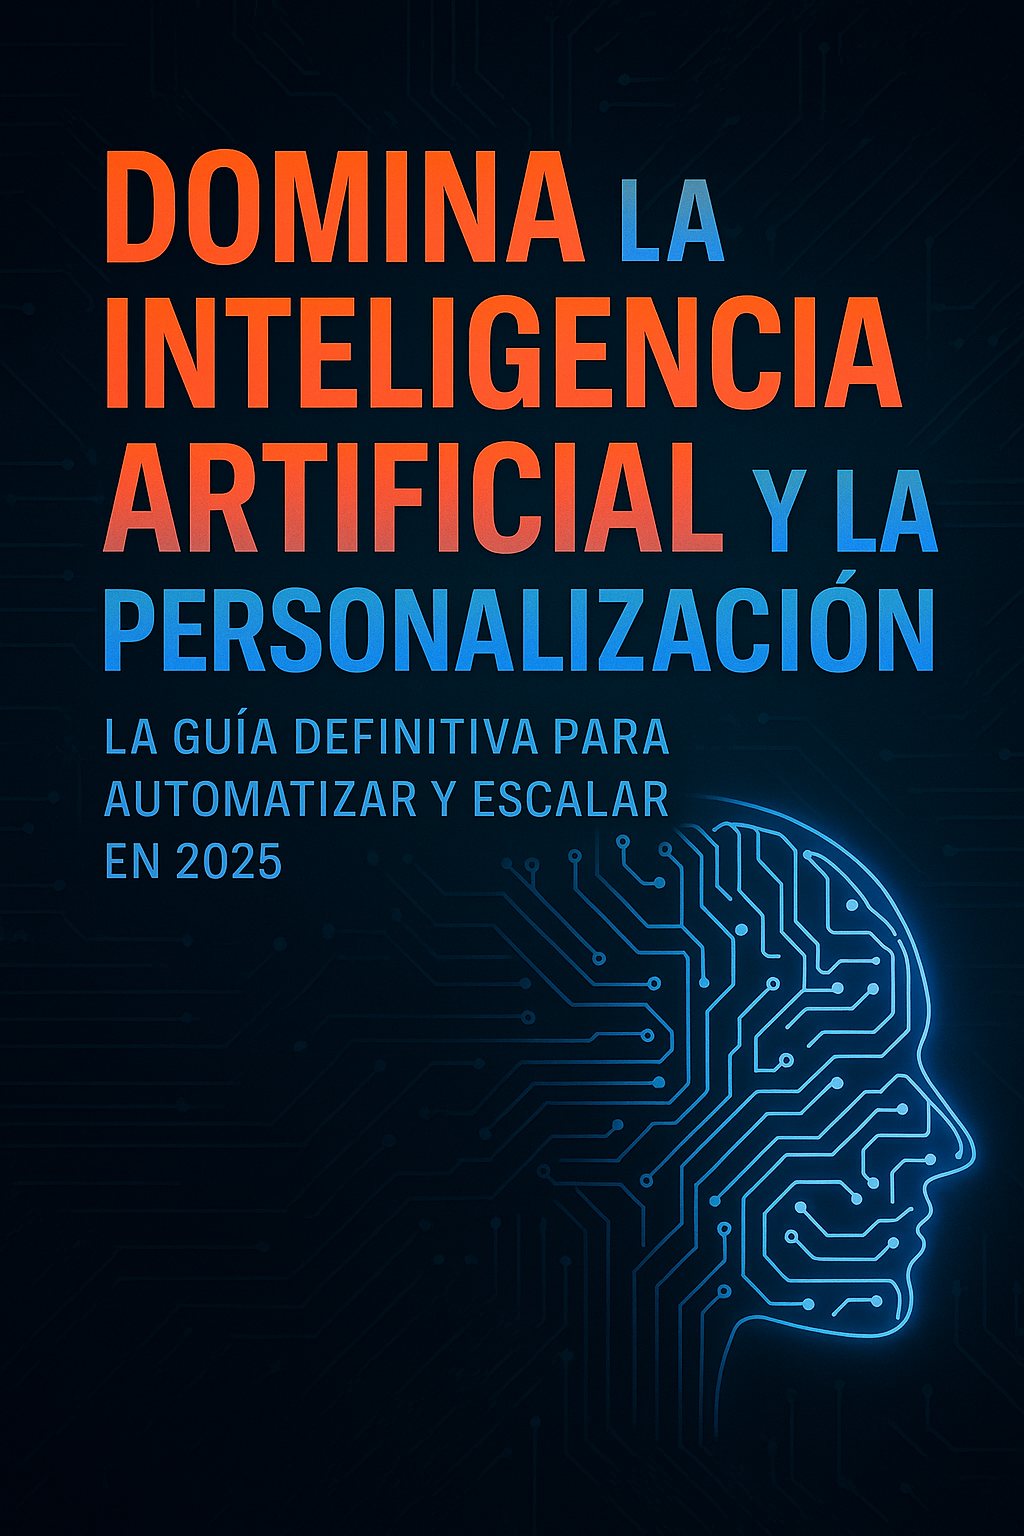 DOMINA LA
INTELIGENCIA
ARTIFICIAL Y LA
PERSONALIZACIÓN
LA GUÍA DEFINITIVA PARA
AUTOMATIZAR Y ESCALAR
EN 2025